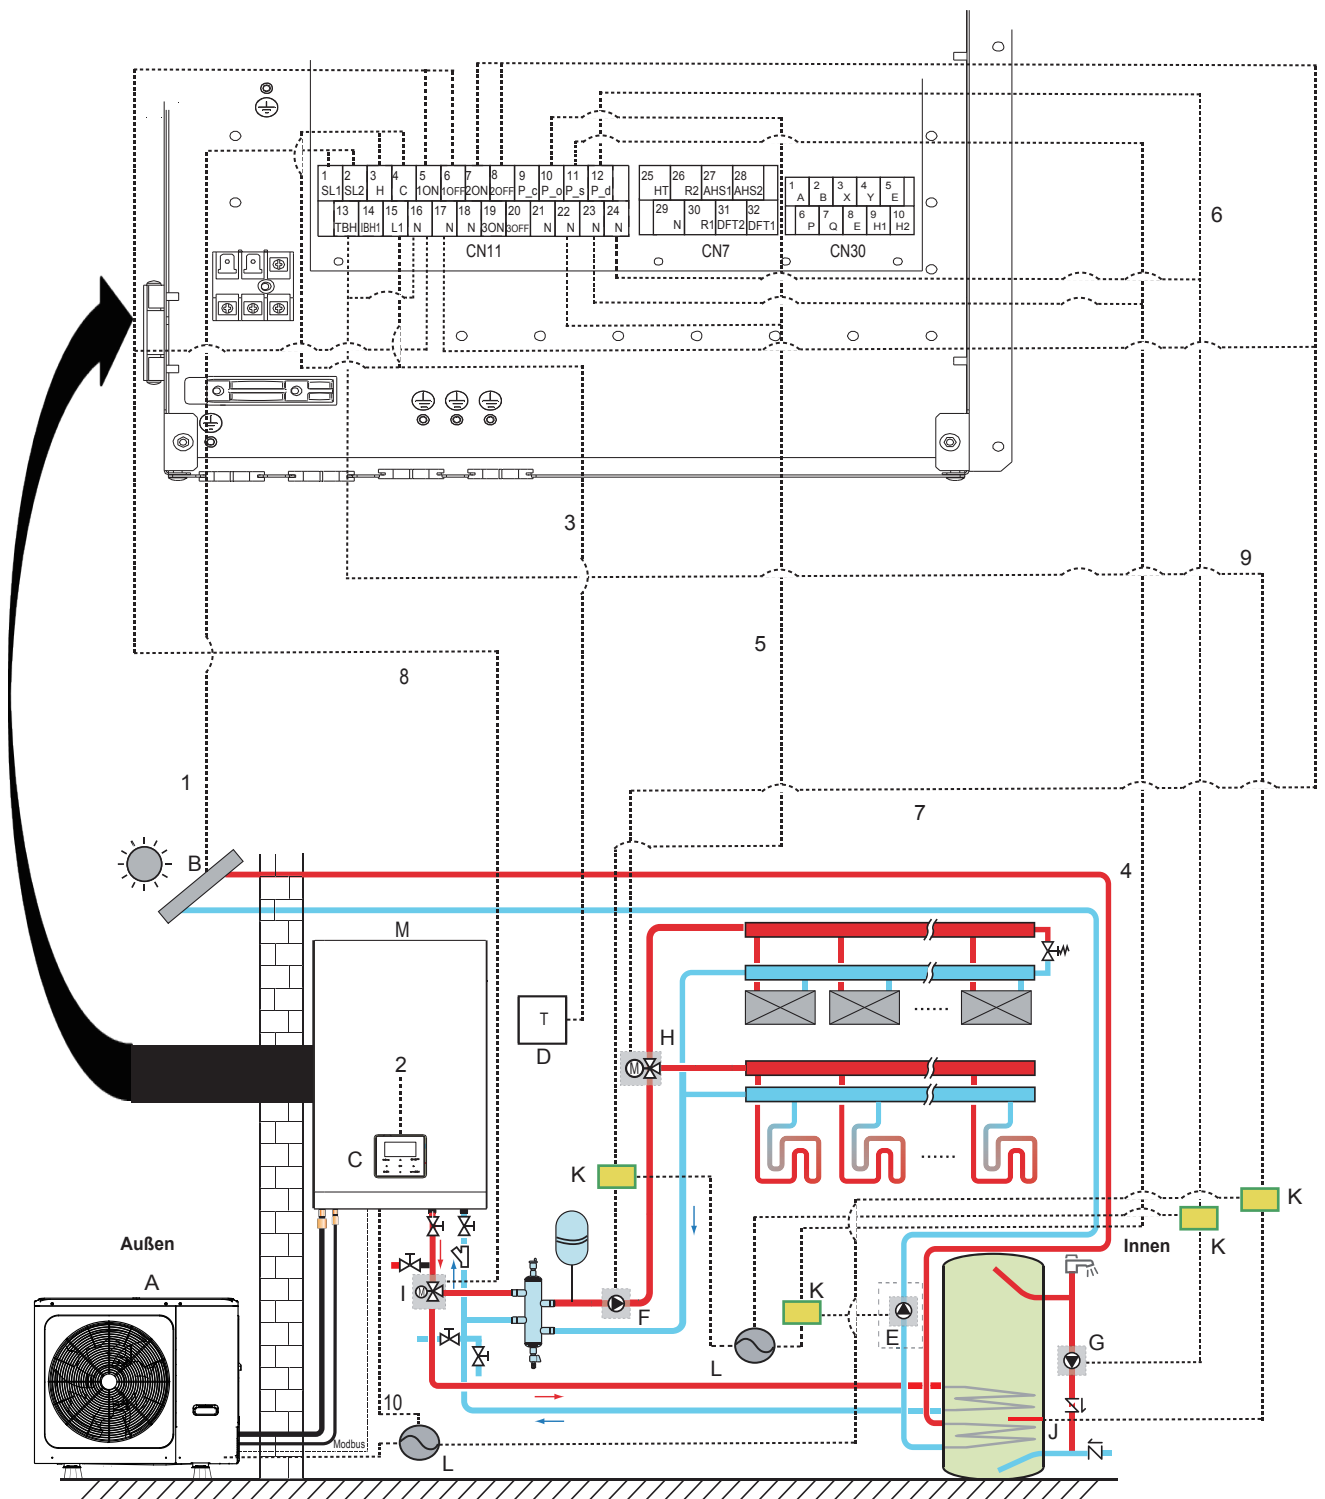 1 2 3 4 5 6 7 8 9 10 11 12
SL1 SL2 H C 1ON 1OFF 2ON 2OFF P_c P_o P_s P_d
13 14 15 16 17 18 19 20 21 22 23 24
TBH IBH1 L1 N N N 3ON 3OFF N N N N
CN11
25 26 27 28
HT R2 AHS1 AHS2
29 30 31 32
N R1 DFT2 DFT1
CN7
1 2 3 4 5
A B X Y E
6 7 8 9 10
P Q E H1 H2
CN30
6
3
9
5
8
1
7
B
4
M
T
D
H
M
2
C
K
K
K
Außen
Innen
A
I
M
F
K
E
G
L
10
J
Modbus
L